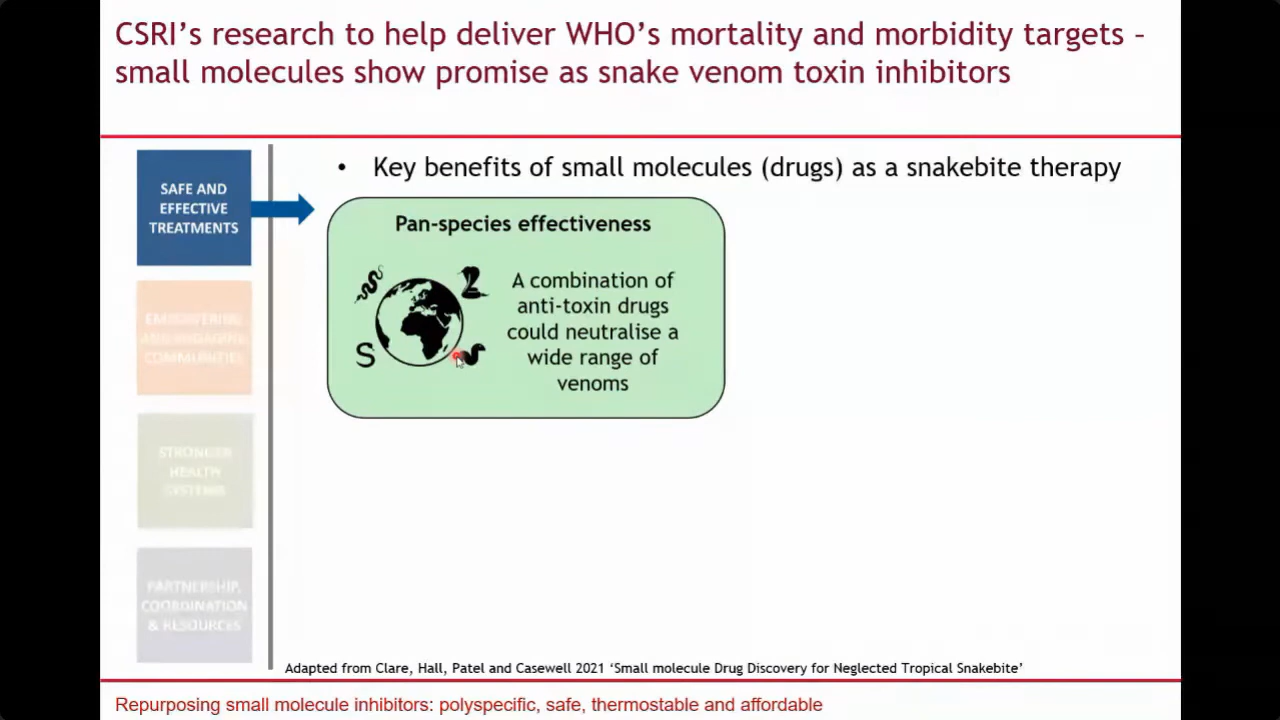 CSRI’s research to help deliver WHO’s mortality and morbidity targets –
small molecules show promise as snake venom toxin inhibitors
SAFE AND
EFFECTIVE
TREATMENTS
EMPOWERING
AND ENGAGING
COMMUNITIES
STRONGER
HEALTH
SYSTEMS
PARTNERSHIP,
COORDINATION
& RESOURCES
• Key benefits of small molecules (drugs) as a snakebite therapy
Pan-species effectiveness
A combination of
anti-toxin drugs
could neutralise a
wide range of
venoms
Adapted from Clare, Hall, Patel and Casewell 2021 ‘Small molecule Drug Discovery for Neglected Tropical Snakebite’
Repurposing small molecule inhibitors: polyspecific, safe, thermostable and affordable